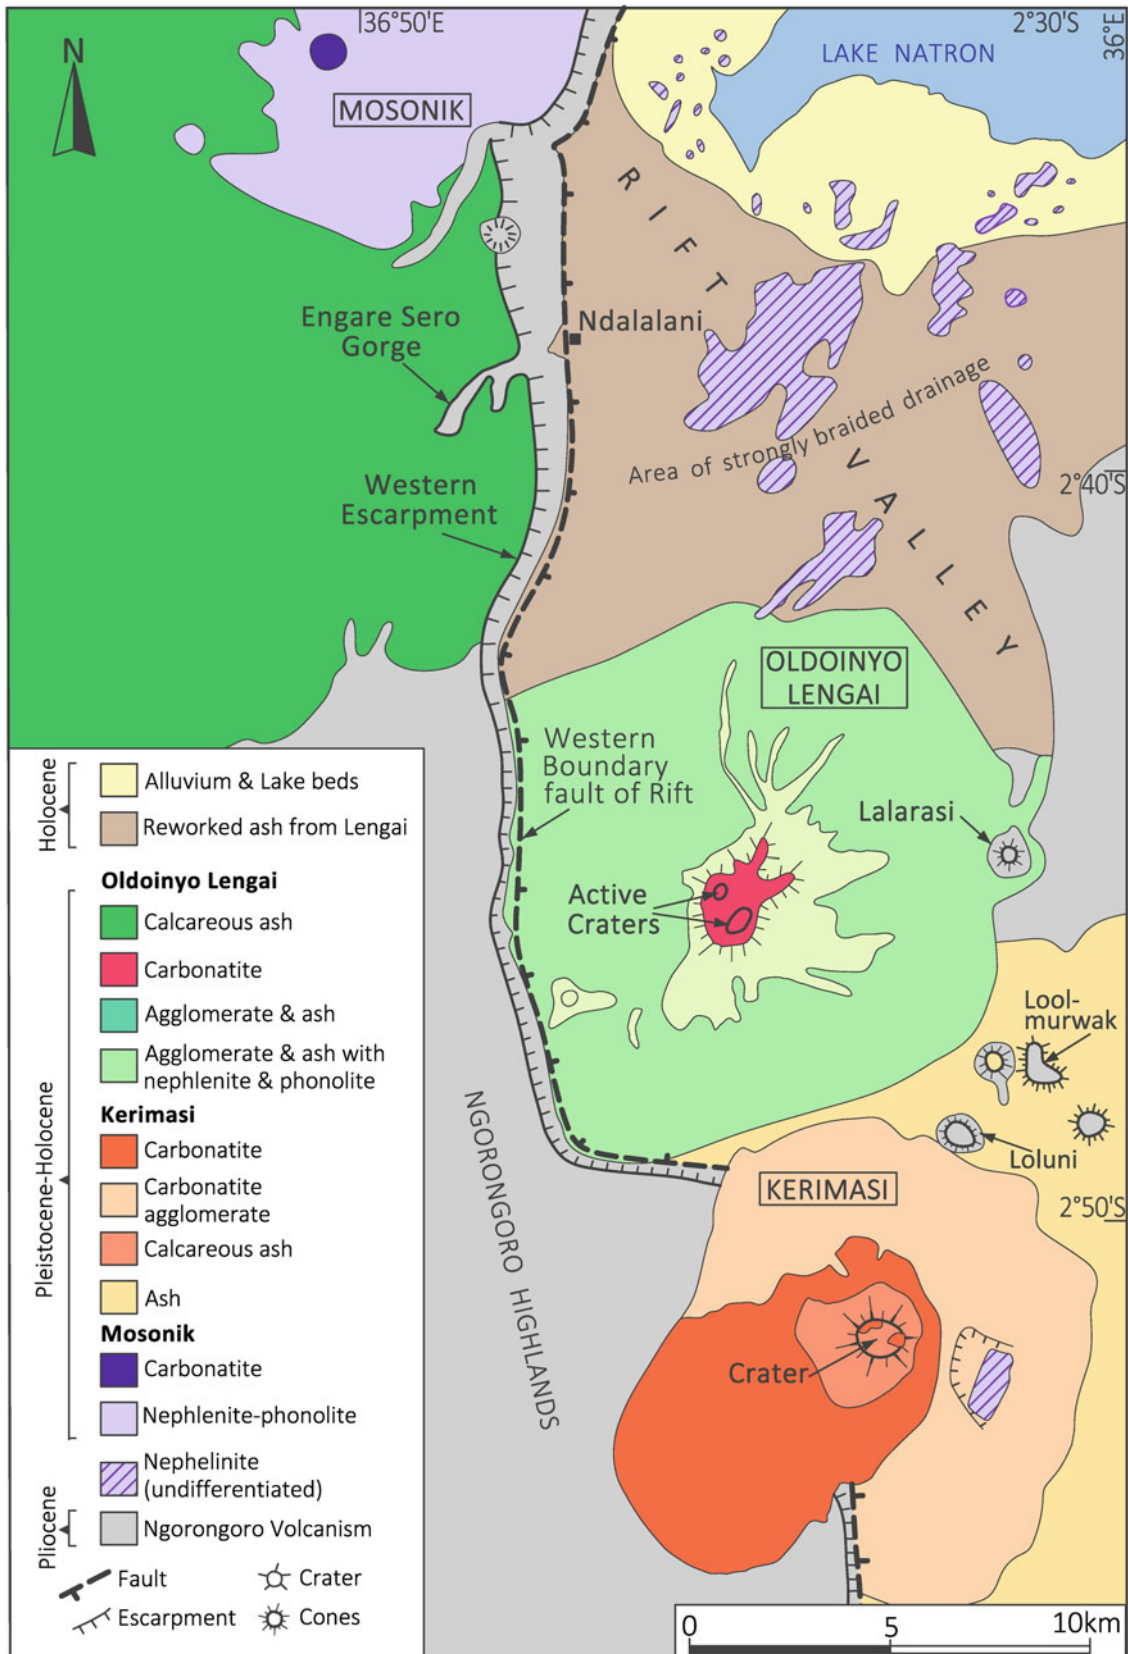 36°50'E
2°30'S
36°E
N
LAKE NATRON
MOSONIK
RIFT
VALLEY
Engare Sero
Gorge
Ndalalani
Area of strongly braided drainage
Western
Escarpment
2°40'S
OLDOINYO
LENGAI
Western
Boundary
fault of Rift
Lalarasi
Active
Craters
Lool-
murwak
Loluni
KERIMASI
2°50'S
NGORONGORO HIGHLANDS
Crater
Holocene
Alluvium & Lake beds
Reworked ash from Lengai
Pleistocene-Holocene
Oldoinyo Lengai
Calcareous ash
Carbonatite
Agglomerate & ash
Agglomerate & ash with
nephlenite & phonolite
Kerimasi
Carbonatite
Carbonatite
agglomerate
Calcareous ash
Ash
Mosonik
Carbonatite
Nephlenite-phonolite
Nephelinite
(undifferentiated)
Pliocene
Ngorongoro Volcanism
Fault
Crater
Escarpment
Cones
0 5 10km